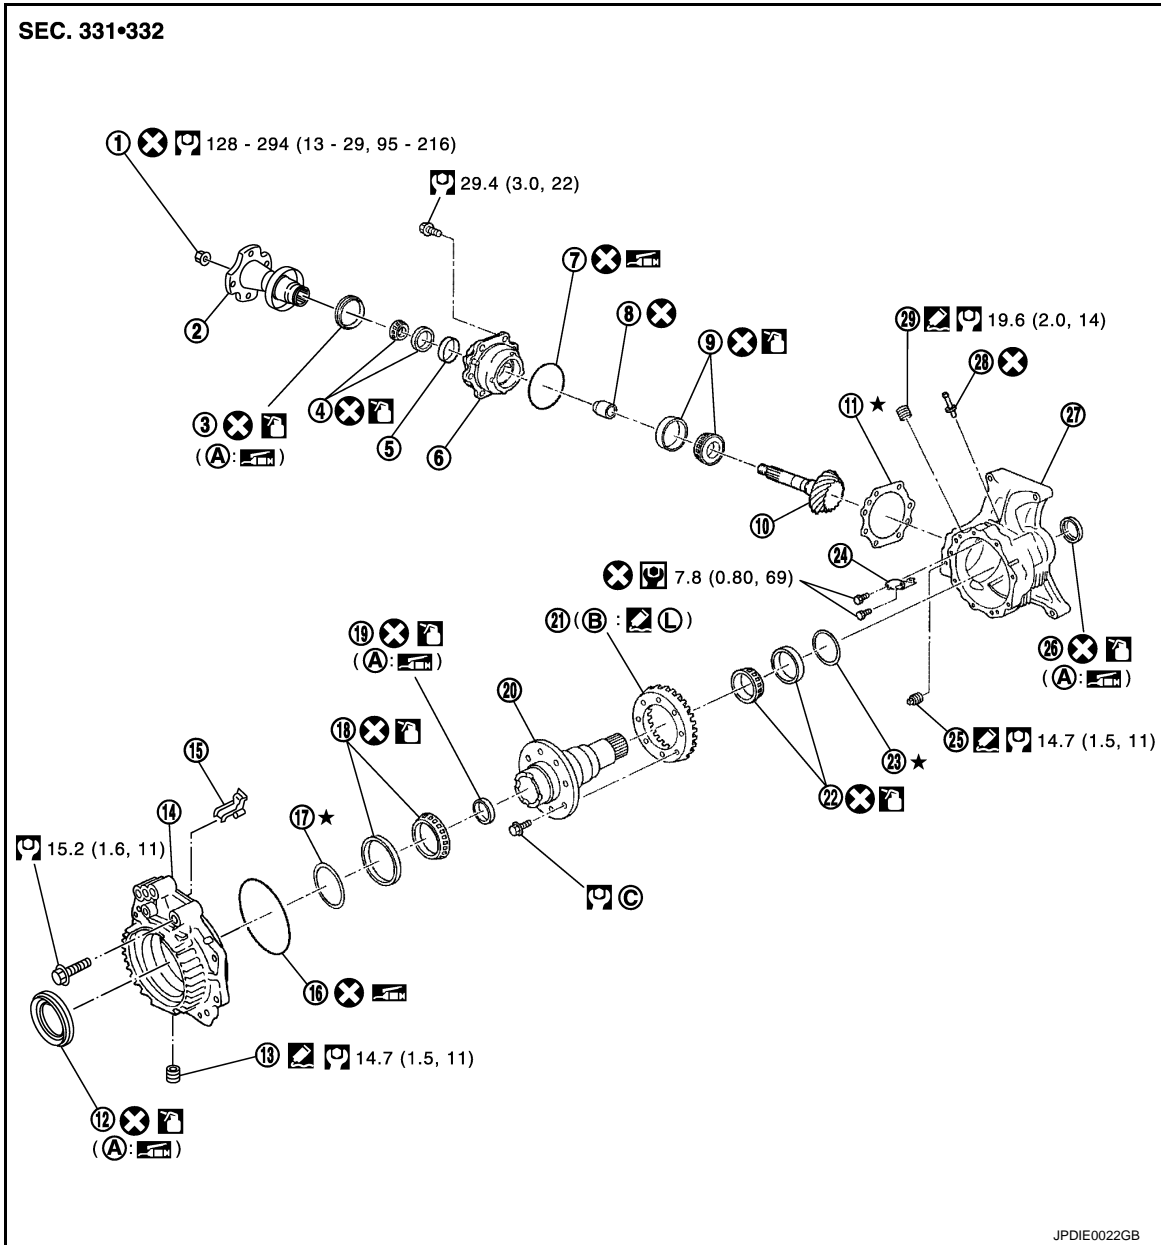 SEC. 331•332
1 128 - 294 (13 - 29, 95 - 216)
29.4 (3.0, 22)
2
3
(A: )
4
5
6
7
8
9
10
11 ★
29 19.6 (2.0, 14)
28
27
24
7.8 (0.80, 69)
26
(A: )
25 14.7 (1.5, 11)
21 (B : L)
23 ★
22
20
19
(A: )
18
17 ★
C
15
14
15.2 (1.6, 11)
16
13 14.7 (1.5, 11)
12
(A: )
JPDIE0022GB